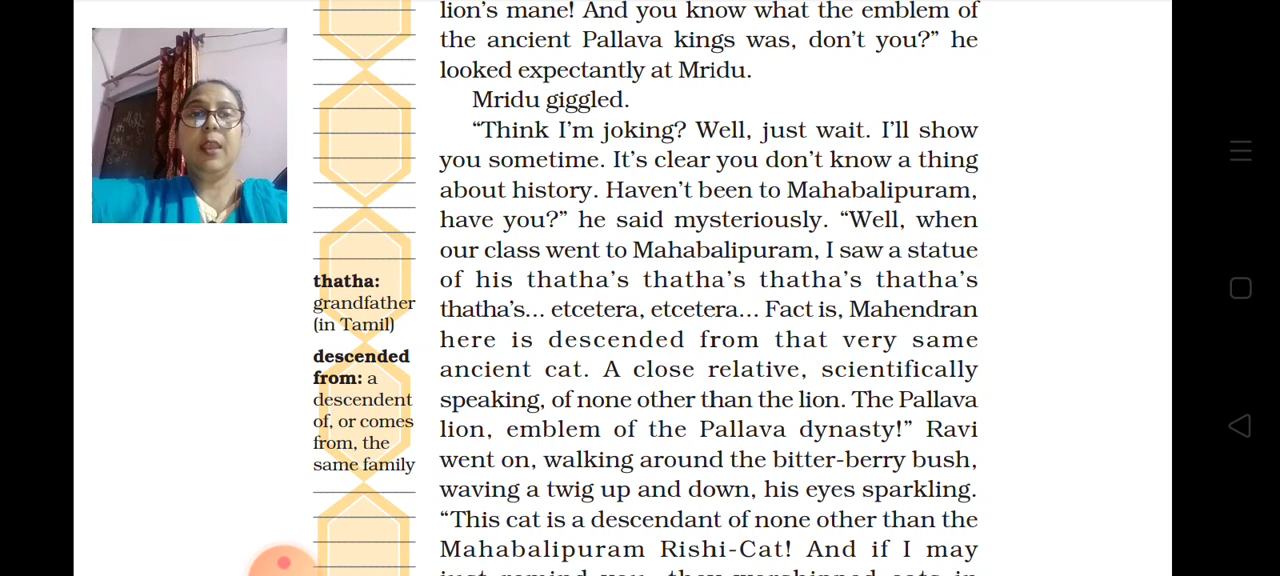 lion's mane! And you know what the emblem of
the ancient Pallava kings was, don't you?” he
looked expectantly at Mridu.
Mridu giggled.
“Think I'm joking? Well, just wait. I'll show
you sometime. It's clear you don't know a thing
about history. Haven't been to Mahabalipuram,
have you?” he said mysteriously. “Well, when
our class went to Mahabalipuram, I saw a statue
of his thatha's thatha's thatha's thatha's
thatha's... etcetera, etcetera... Fact is, Mahendran
here is descended from that very same
ancient cat. A close relative, scientifically
speaking, of none other than the lion. The Pallava
lion, emblem of the Pallava dynasty!” Ravi
went on, walking around the bitter-berry bush,
waving a twig up and down, his eyes sparkling.
“This cat is a descendant of none other than the
Mahabalipuram Rishi-Cat! And if I may
just remind you, they worshipped cats in
thatha:
grandfather
(in Tamil)
descended
from: a
descendent
of, or comes
from, the
same family